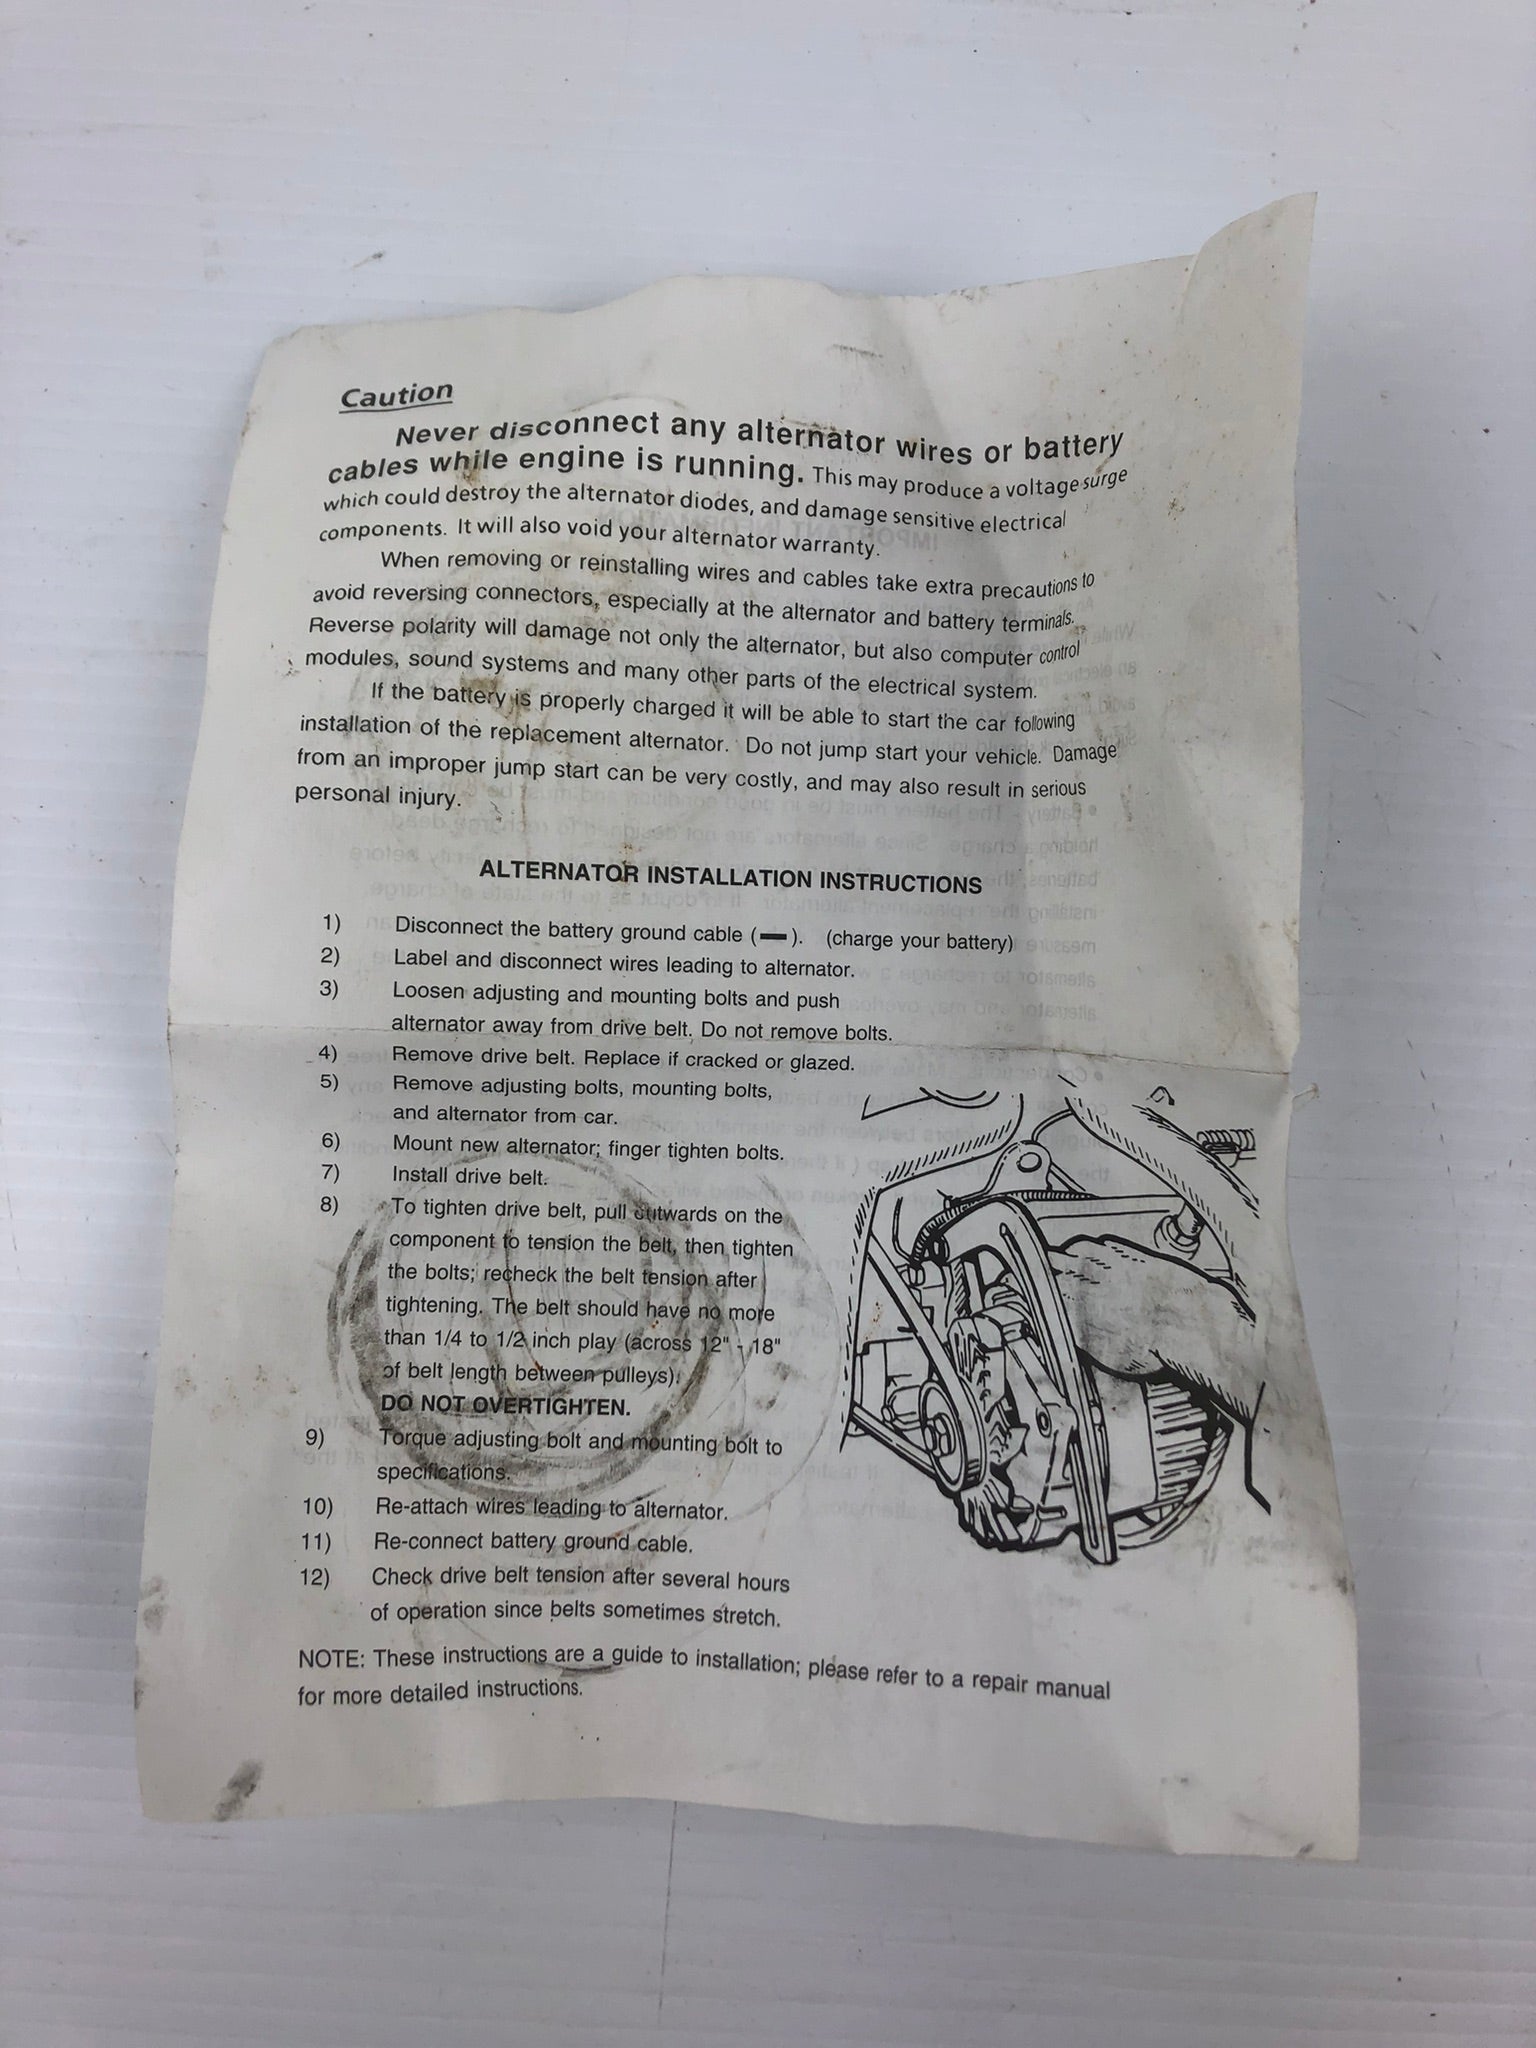 Caution
Never disconnect any alternator wires or battery
cables while engine is running. This may produce a voltage surge
which could destroy the alternator diodes, and damage sensitive electrical
components. It will also void your alternator warranty.
When removing or reinstalling wires and cables take extra precautions to
avoid reversing connectors, especially at the alternator and battery terminals.
Reverse polarity will damage not only the alternator, but also computer control
modules, sound systems and many other parts of the electrical system.
If the battery is properly charged it will be able to start the car following
installation of the replacement alternator. Do not jump start your vehicle. Damage
from an improper jump start can be very costly, and may also result in serious
personal injury.
ALTERNATOR INSTALLATION INSTRUCTIONS
1) Disconnect the battery ground cable (—). (charge your battery)
2) Label and disconnect wires leading to alternator.
3) Loosen adjusting and mounting bolts and push
alternator away from drive belt. Do not remove bolts.
4) Remove drive belt. Replace if cracked or glazed.
5) Remove adjusting bolts, mounting bolts,
and alternator from car.
6) Mount new alternator; finger tighten bolts.
7) Install drive belt.
8) To tighten drive belt, pull outwards on the
component to tension the belt, then tighten
the bolts; recheck the belt tension after
tightening. The belt should have no more
than 1/4 to 1/2 inch play (across 12" - 18"
of belt length between pulleys).
DO NOT OVERTIGHTEN.
9) Torque adjusting bolt and mounting bolt to
specifications.
10) Re-attach wires leading to alternator.
11) Re-connect battery ground cable.
12) Check drive belt tension after several hours
of operation since belts sometimes stretch.
NOTE: These instructions are a guide to installation; please refer to a repair manual
for more detailed instructions.